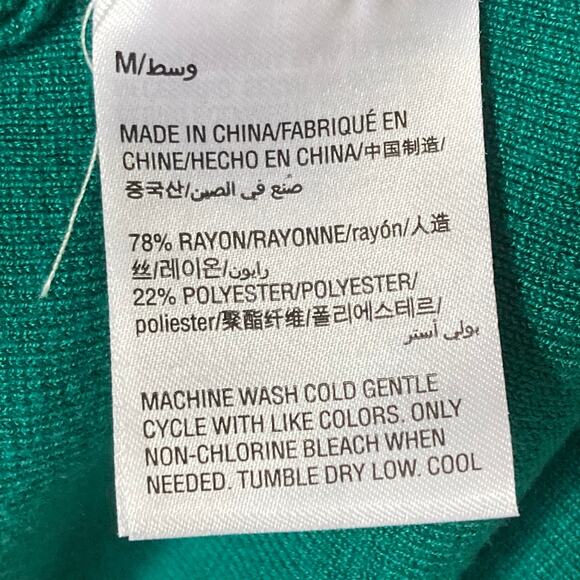 M/وسط
MADE IN CHINA/FABRIQUÉ EN
CHINE/HECHO EN CHINA/中国制造/
중국산/صُنع في الصين/
78% RAYON/RAYONNE/rayón/人造
丝/레이온/رايون
22% POLYESTER/POLYESTER/
poliester/聚酯纤维/폴리에스테르/
بولي أستر
MACHINE WASH COLD GENTLE
CYCLE WITH LIKE COLORS. ONLY
NON-CHLORINE BLEACH WHEN
NEEDED. TUMBLE DRY LOW. COOL